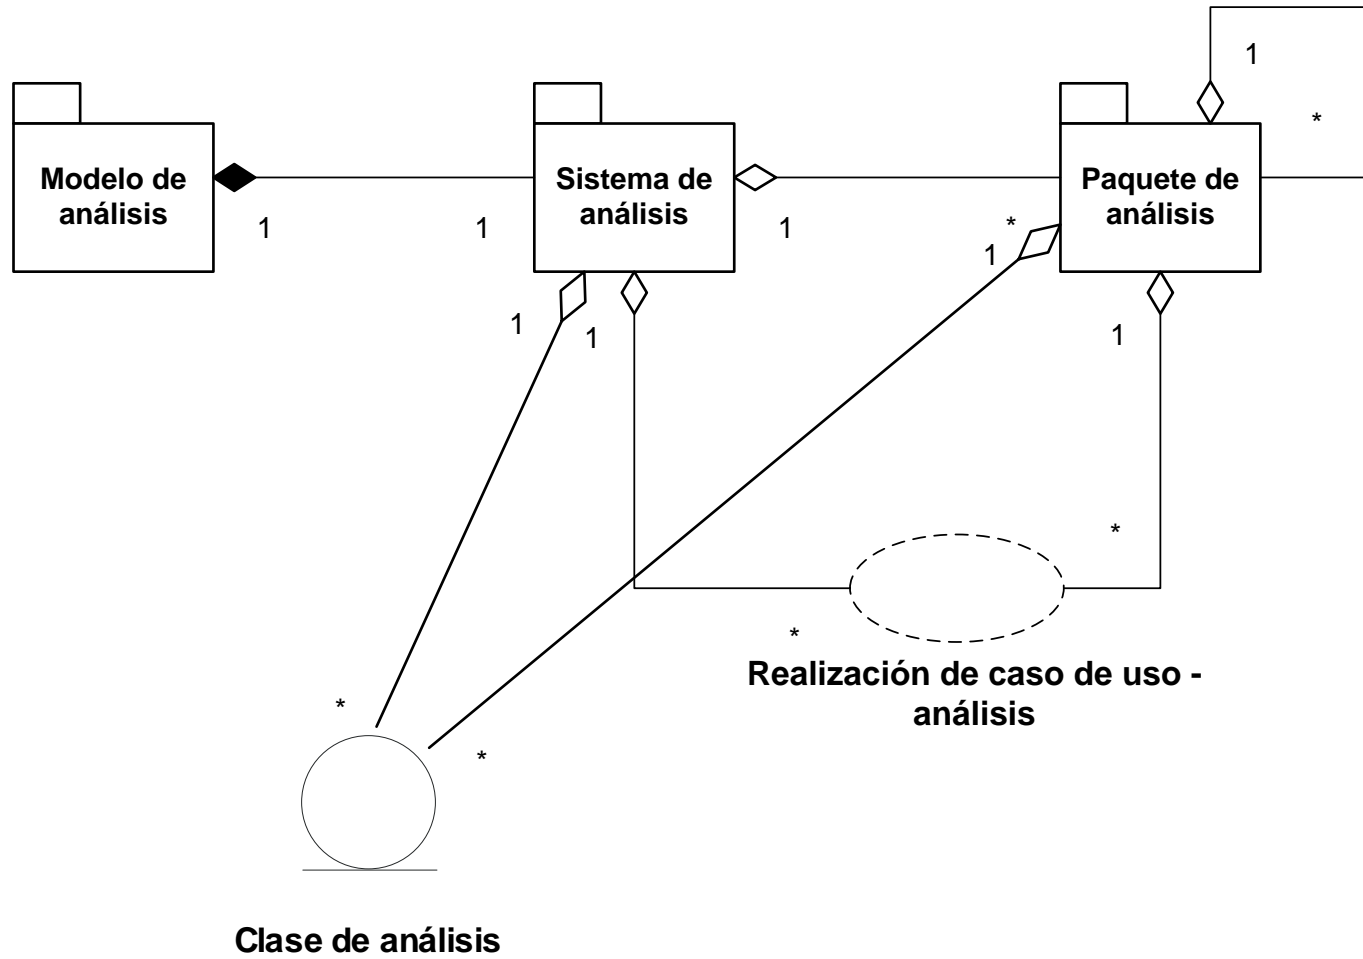 1
*
Modelo de
análisis
Sistema de
análisis
Paquete de
análisis
1
1
1
*
1
1
1
1
*
*
Realización de caso de uso -
análisis
*
*
Clase de análisis